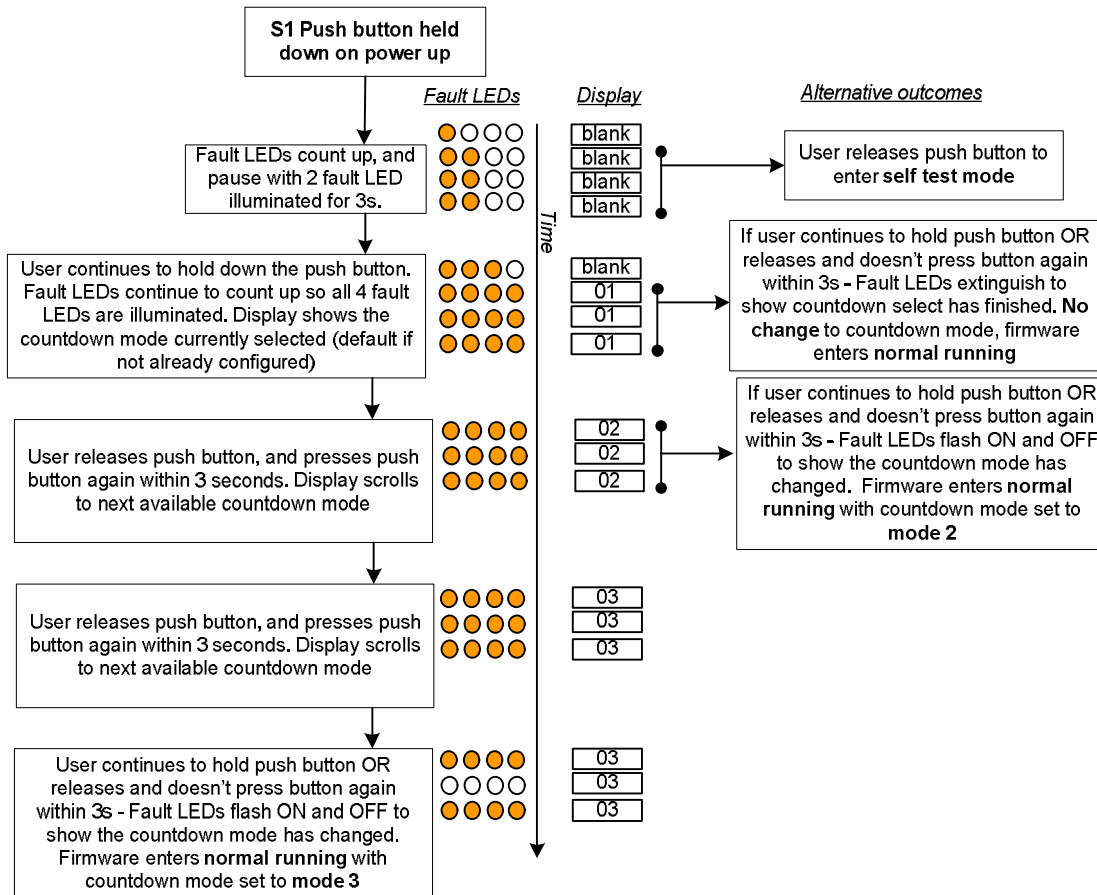 S1 Push button held
down on power up
Fault LEDs
Display
Alternative outcomes
Time
Fault LEDs count up, and
pause with 2 fault LED
illuminated for 3s.
blank
blank
blank
blank
User releases push button to
enter self test mode
User continues to hold down the push button.
Fault LEDs continue to count up so all 4 fault
LEDs are illuminated. Display shows the
countdown mode currently selected (default if
not already configured)
blank
01
01
01
If user continues to hold push button OR
releases and doesn't press button again
within 3s - Fault LEDs extinguish to
show countdown select has finished. No
change to countdown mode, firmware
enters normal running
User releases push button, and presses push
button again within 3 seconds. Display scrolls
to next available countdown mode
02
02
02
If user continues to hold push button OR
releases and doesn't press button again
within 3s - Fault LEDs flash ON and OFF
to show the countdown mode has
changed. Firmware enters normal
running with countdown mode set to
mode 2
User releases push button, and presses push
button again within 3 seconds. Display scrolls
to next available countdown mode
03
03
03
User continues to hold push button OR
releases and doesn't press button again
within 3s - Fault LEDs flash ON and OFF to
show the countdown mode has changed.
Firmware enters normal running with
countdown mode set to mode 3
03
03
03